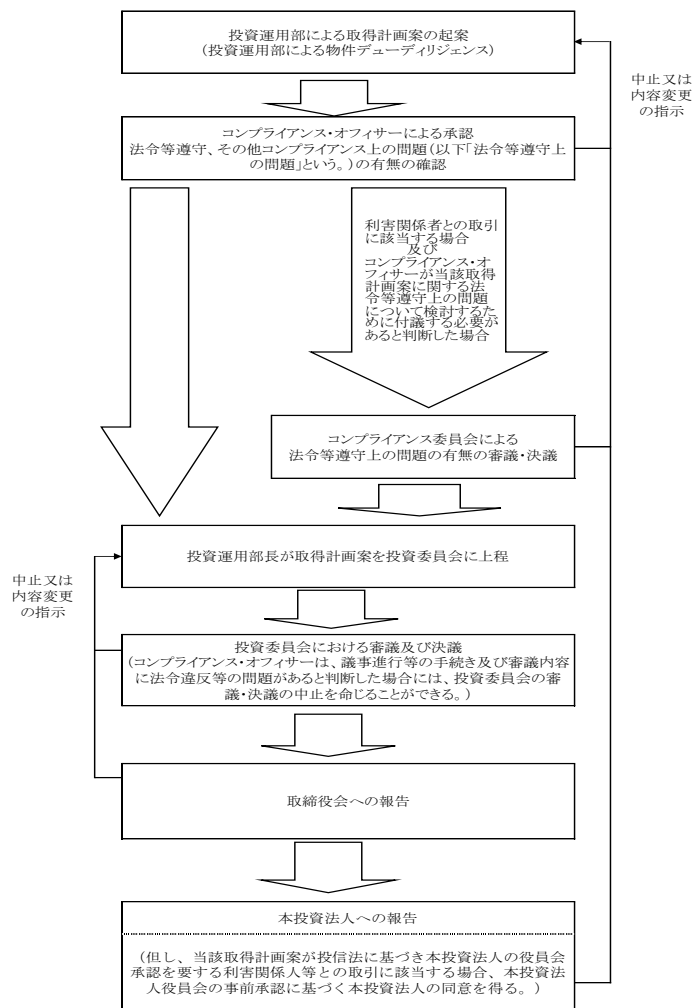 投資運用部による取得計画案の起案
(投資運用部による物件デューディリジェンス)
中止又は
内容変更
の指示
コンプライアンス・オフィサーによる承認
法令等遵守、その他コンプライアンス上の問題(以下「法令等遵守上
の問題」という。)の有無の確認
利害関係者との取引
に該当する場合
及び
コンプライアンス・オ
フィサーが当該取得
計画案に関する法
令等遵守上の問題
について検討するた
めに付議する必要が
あると判断した場合
コンプライアンス委員会による
法令等遵守上の問題の有無の審議・決議
投資運用部長が取得計画案を投資委員会に上程
中止又は
内容変更
の指示
投資委員会における審議及び決議
(コンプライアンス・オフィサーは、議事進行等の手続き及び審議内容
に法令違反等の問題があると判断した場合には、投資委員会の審
議・決議の中止を命じることができる。)
取締役会への報告
本投資法人への報告
(但し、当該取得計画案が投信法に基づき本投資法人の役員会
承認を要する利害関係人等との取引に該当する場合、本投資法
人役員会の事前承認に基づく本投資法人の同意を得る。)